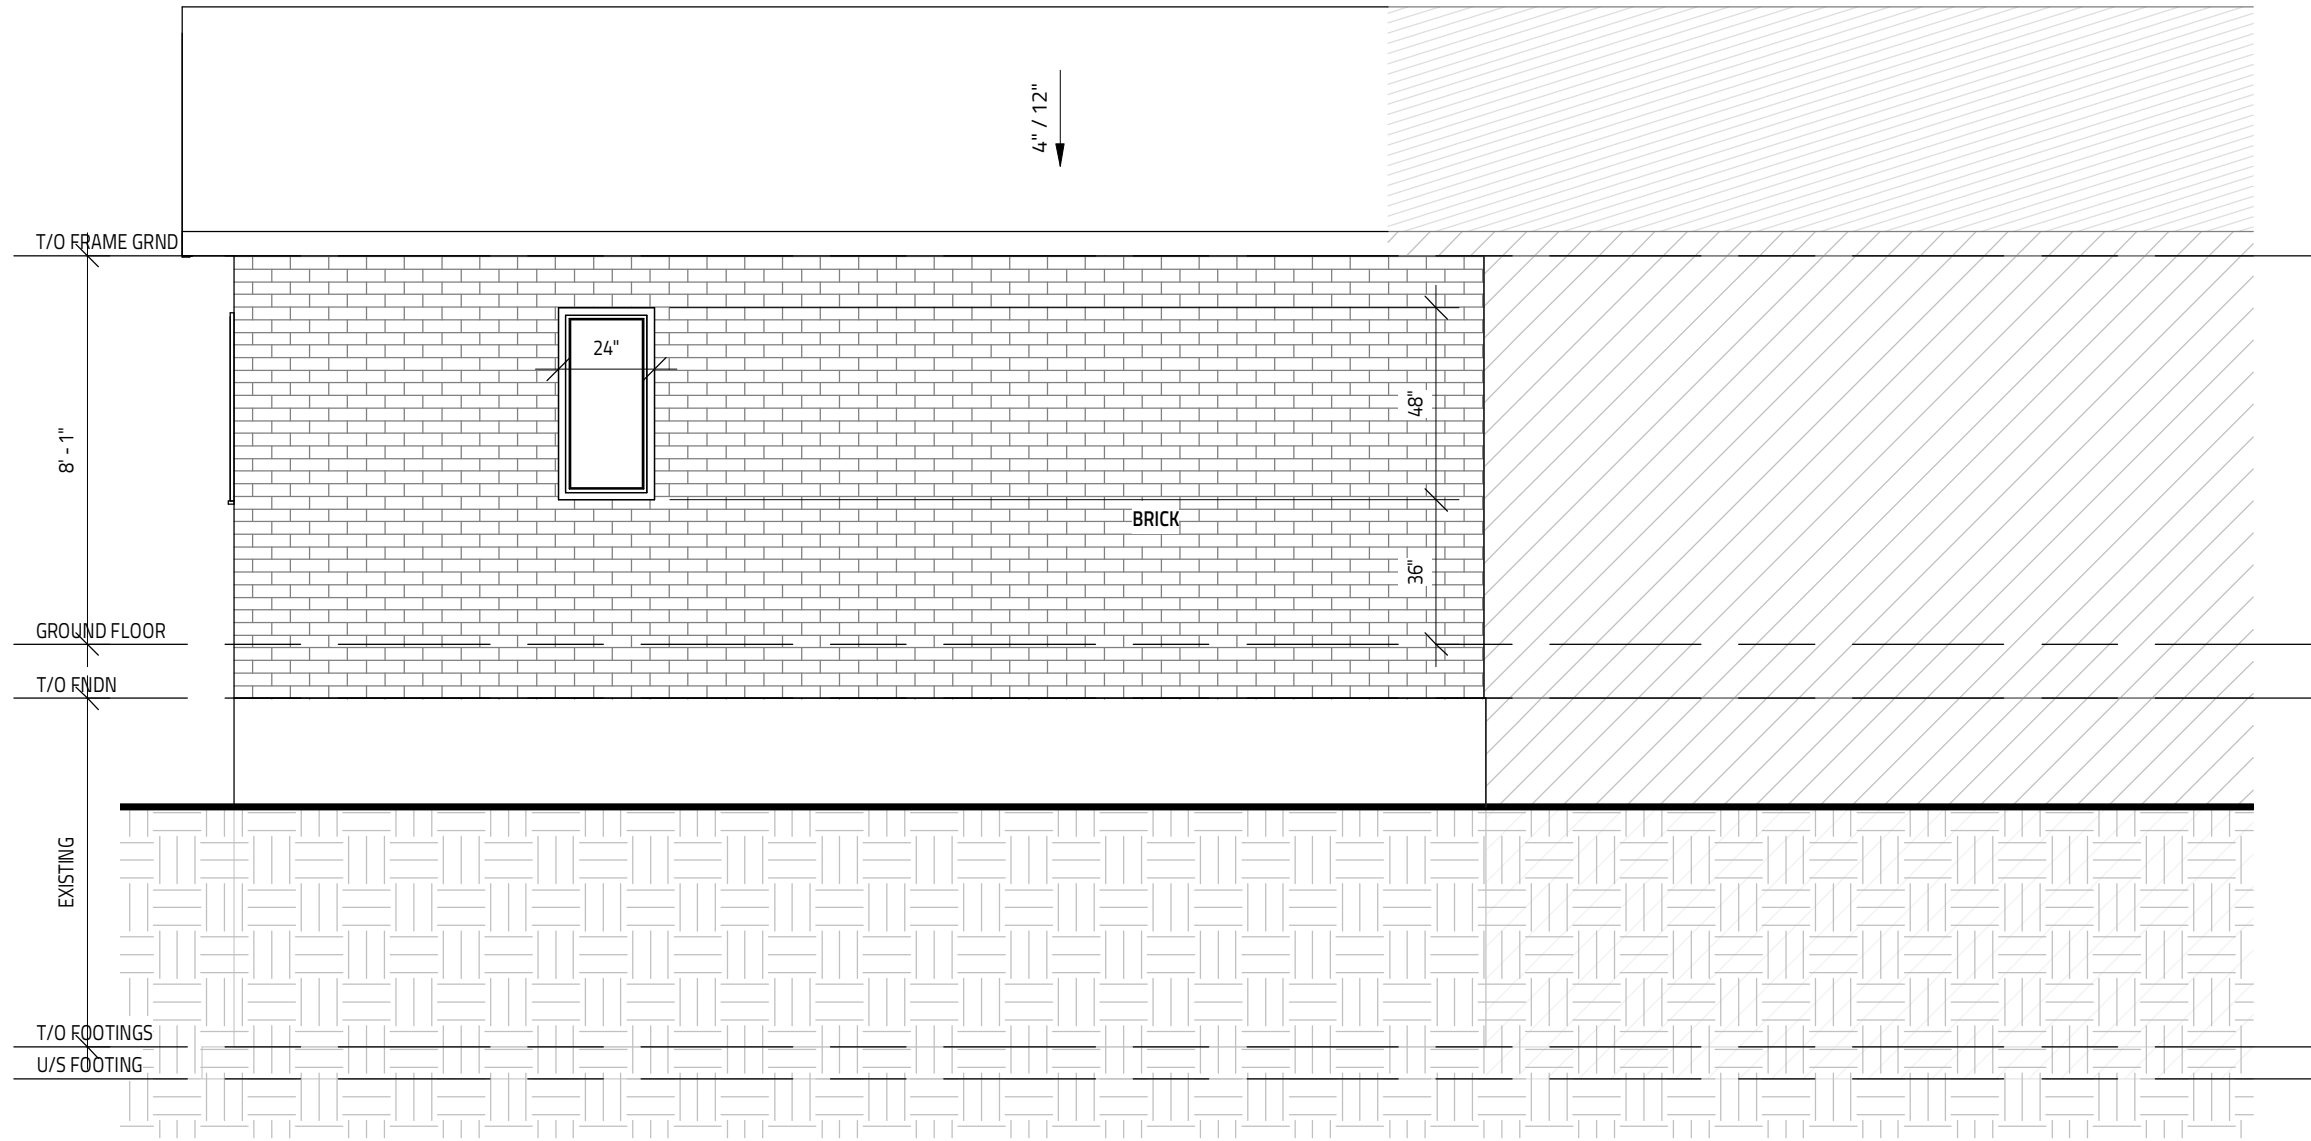 4" / 12"
T/O FRAME GRND
24"
48"
8' - 1"
BRICK
36"
GROUND FLOOR
T/O FNDN
EXISTING
T/O FOOTINGS
U/S FOOTING